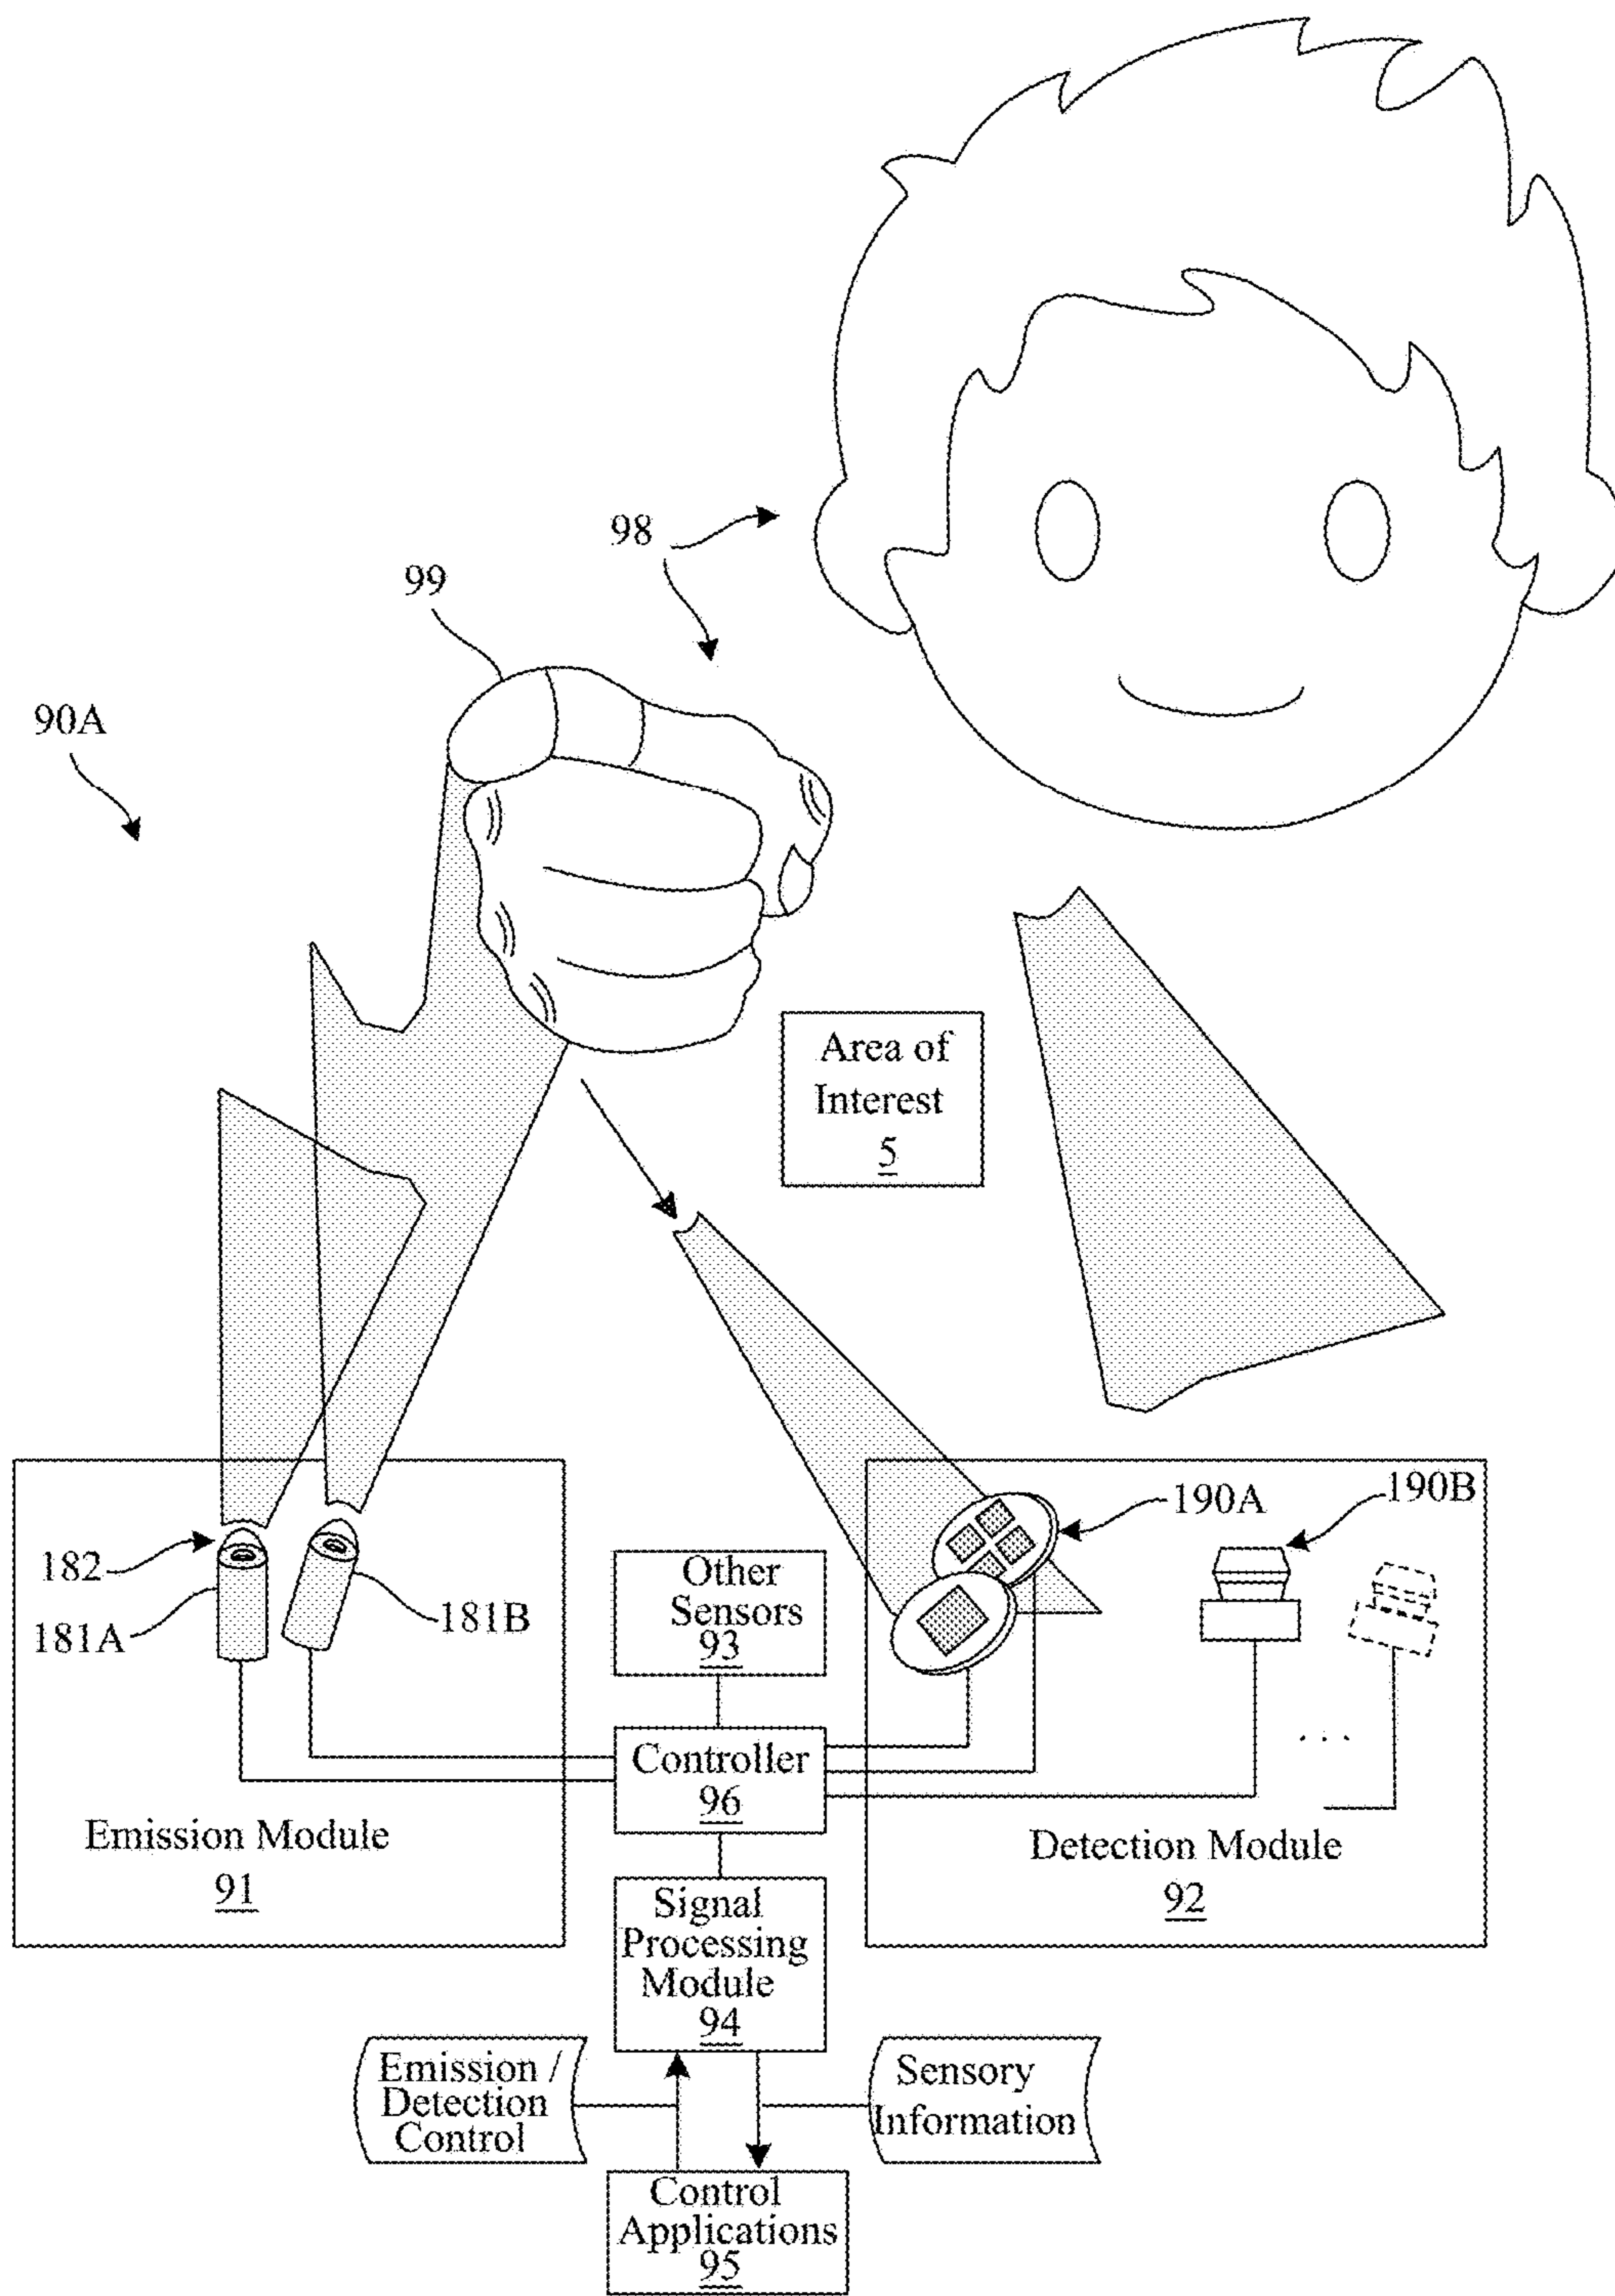 98
99
90A
Area of
Interest
5
190A
190B
182
181A
181B
Other
Sensors
93
Controller
96
Emission Module
91
Detection Module
92
. . .
Signal
Processing
Module
94
Emission /
Detection
Control
Sensory
Information
Control
Applications
95